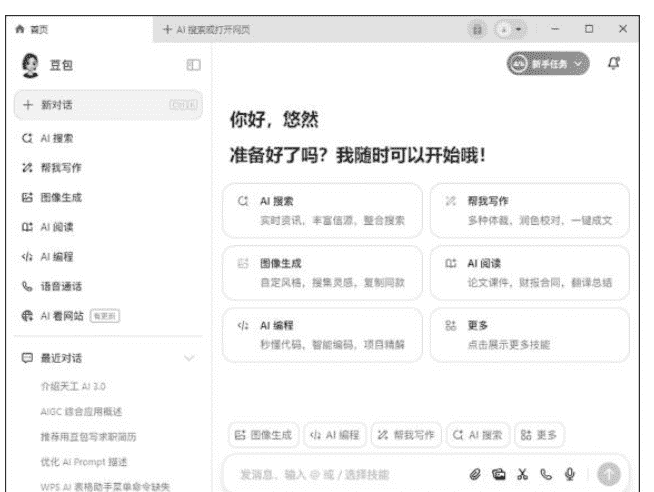 首页
+ AI 搜索或打开网页
豆包
新手任务
+ 新对话
AI 搜索
帮我写作
图像生成
AI 阅读
AI 编程
语音通话
AI 看网站 有更新
最近对话
介绍天工 AI 3.0
AIGC 综合应用概述
推荐用豆包写求职简历
优化 AI Prompt 描述
WPS AI 表格助手菜单命令缺失
你好，悠然
准备好了吗？我随时可以开始哦！
AI 搜索
实时资讯，丰富信源，整合搜索
帮我写作
多种体裁，润色校对，一键成文
图像生成
自定风格，搜集灵感，复制同款
AI 阅读
论文课件，财报合同，翻译总结
AI 编程
秒懂代码，智能编码，项目精解
更多
点击展示更多技能
图像生成 AI 编程 帮我写作 AI 搜索 更多
发消息、输入 @ 或 / 选择技能